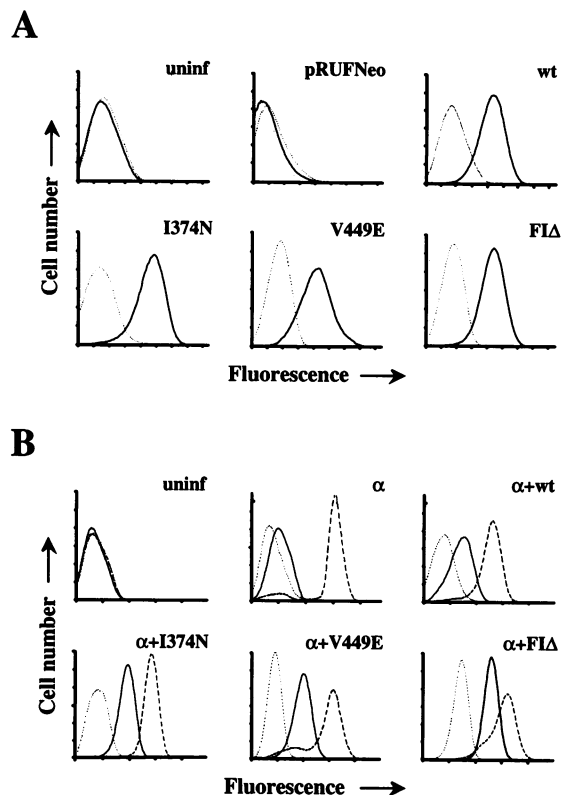 A
uninf
pRUFNeo
wt
I374N
V449E
FIΔ
Cell number
Fluorescence
B
uninf
α
α+wt
α+I374N
α+V449E
α+FIΔ
Cell number
Fluorescence